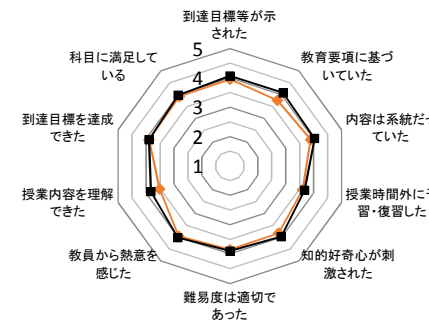 到達目標等が示
された
教育要項に基づ
いていた
内容は系統だっ
ていた
授業時間外に予
習・復習した
知的好奇心が刺
激された
難易度は適切で
あった
教員から熱意を
感じた
授業内容を理解
できた
到達目標を達成
できた
科目に満足して
いる
5
4
3
2
1